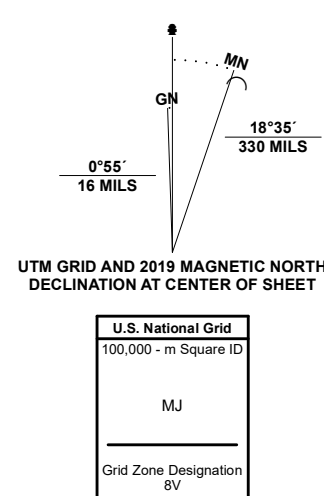 MN
GN
18°35´
330 MILS
0°55´
16 MILS
UTM GRID AND 2019 MAGNETIC NORTH
DECLINATION AT CENTER OF SHEET
U.S. National Grid
100,000 - m Square ID
MJ
Grid Zone Designation
8V